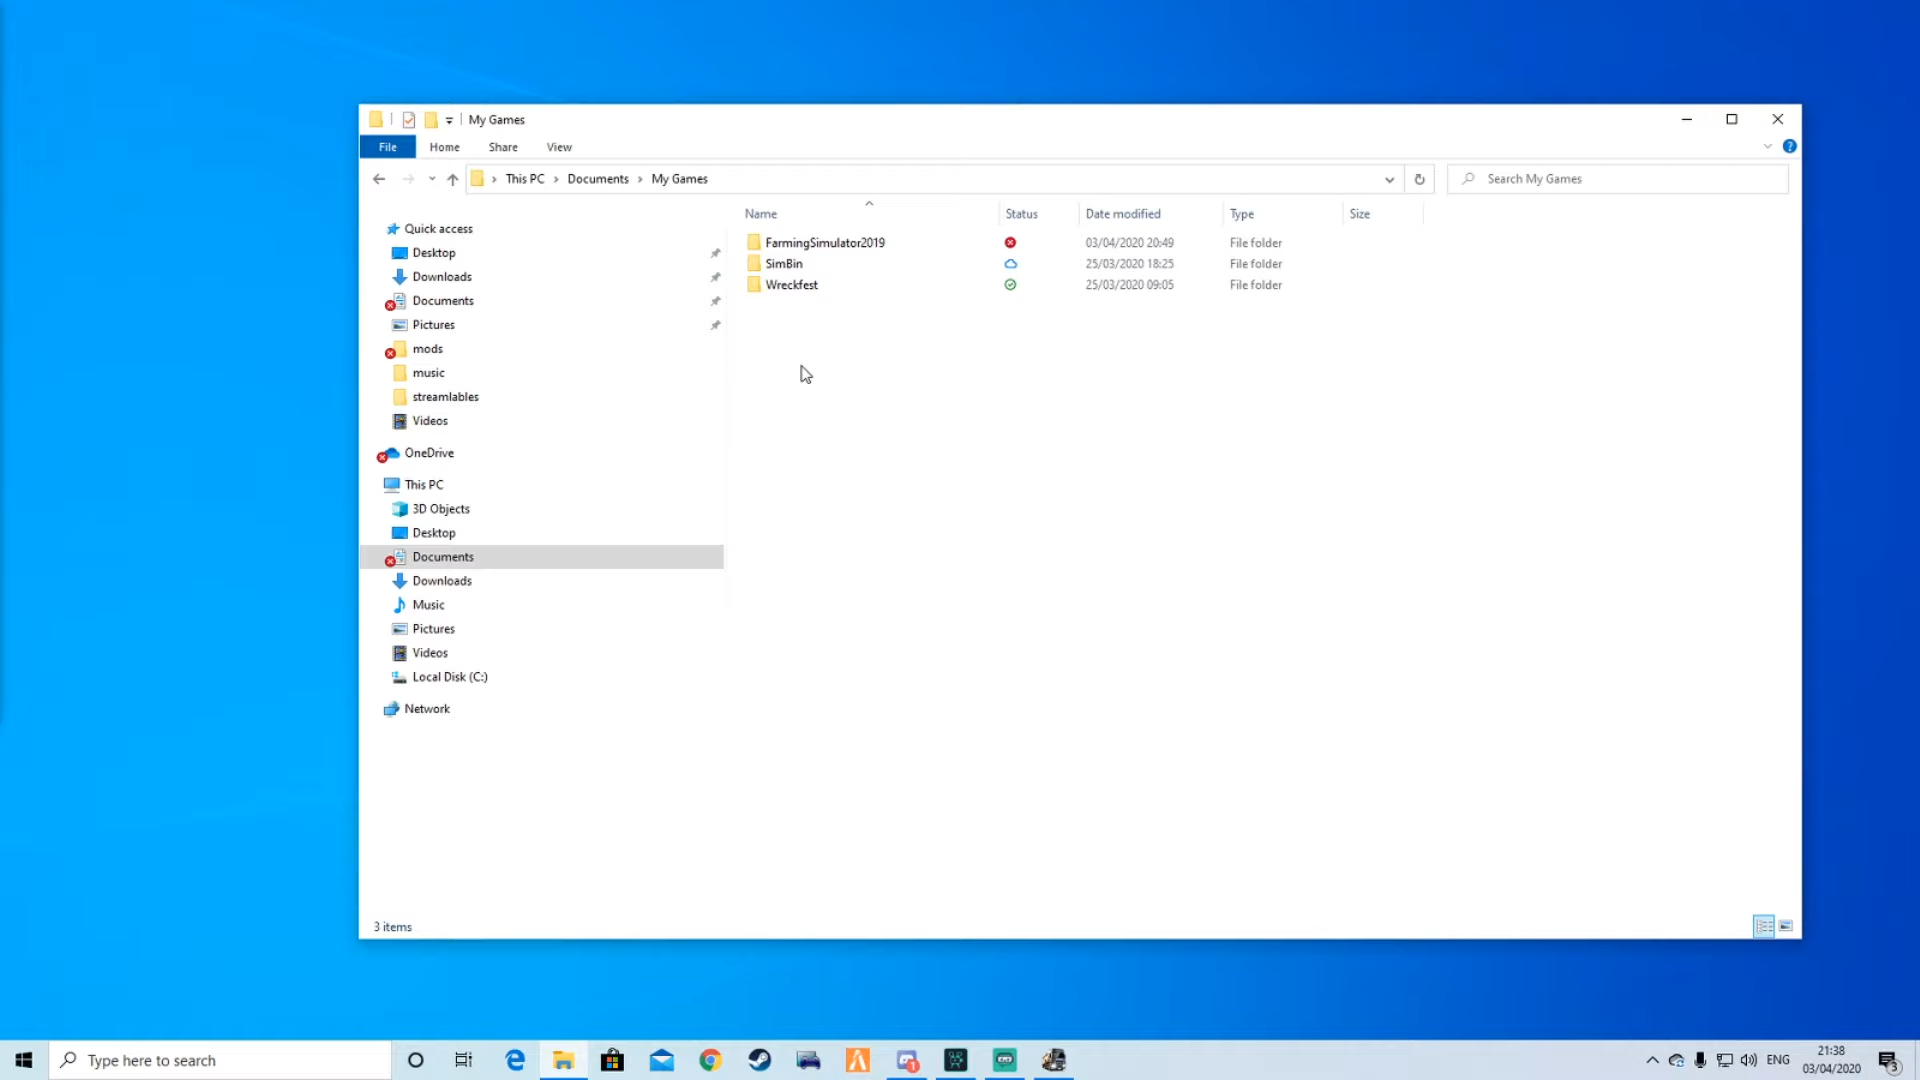 My Games
File Home Share View
This PC Documents My Games
Search My Games
Name Status Date modified Type Size
FarmingSimulator2019 03/04/2020 20:49 File folder
SimBin 25/03/2020 18:25 File folder
Wreckfest 25/03/2020 09:05 File folder
Quick access
Desktop
Downloads
Documents
Pictures
mods
music
streamlables
Videos
OneDrive
This PC
3D Objects
Desktop
Documents
Downloads
Music
Pictures
Videos
Local Disk (C:)
Network
3 items
Type here to search
1
ENG
21:38
03/04/2020
3